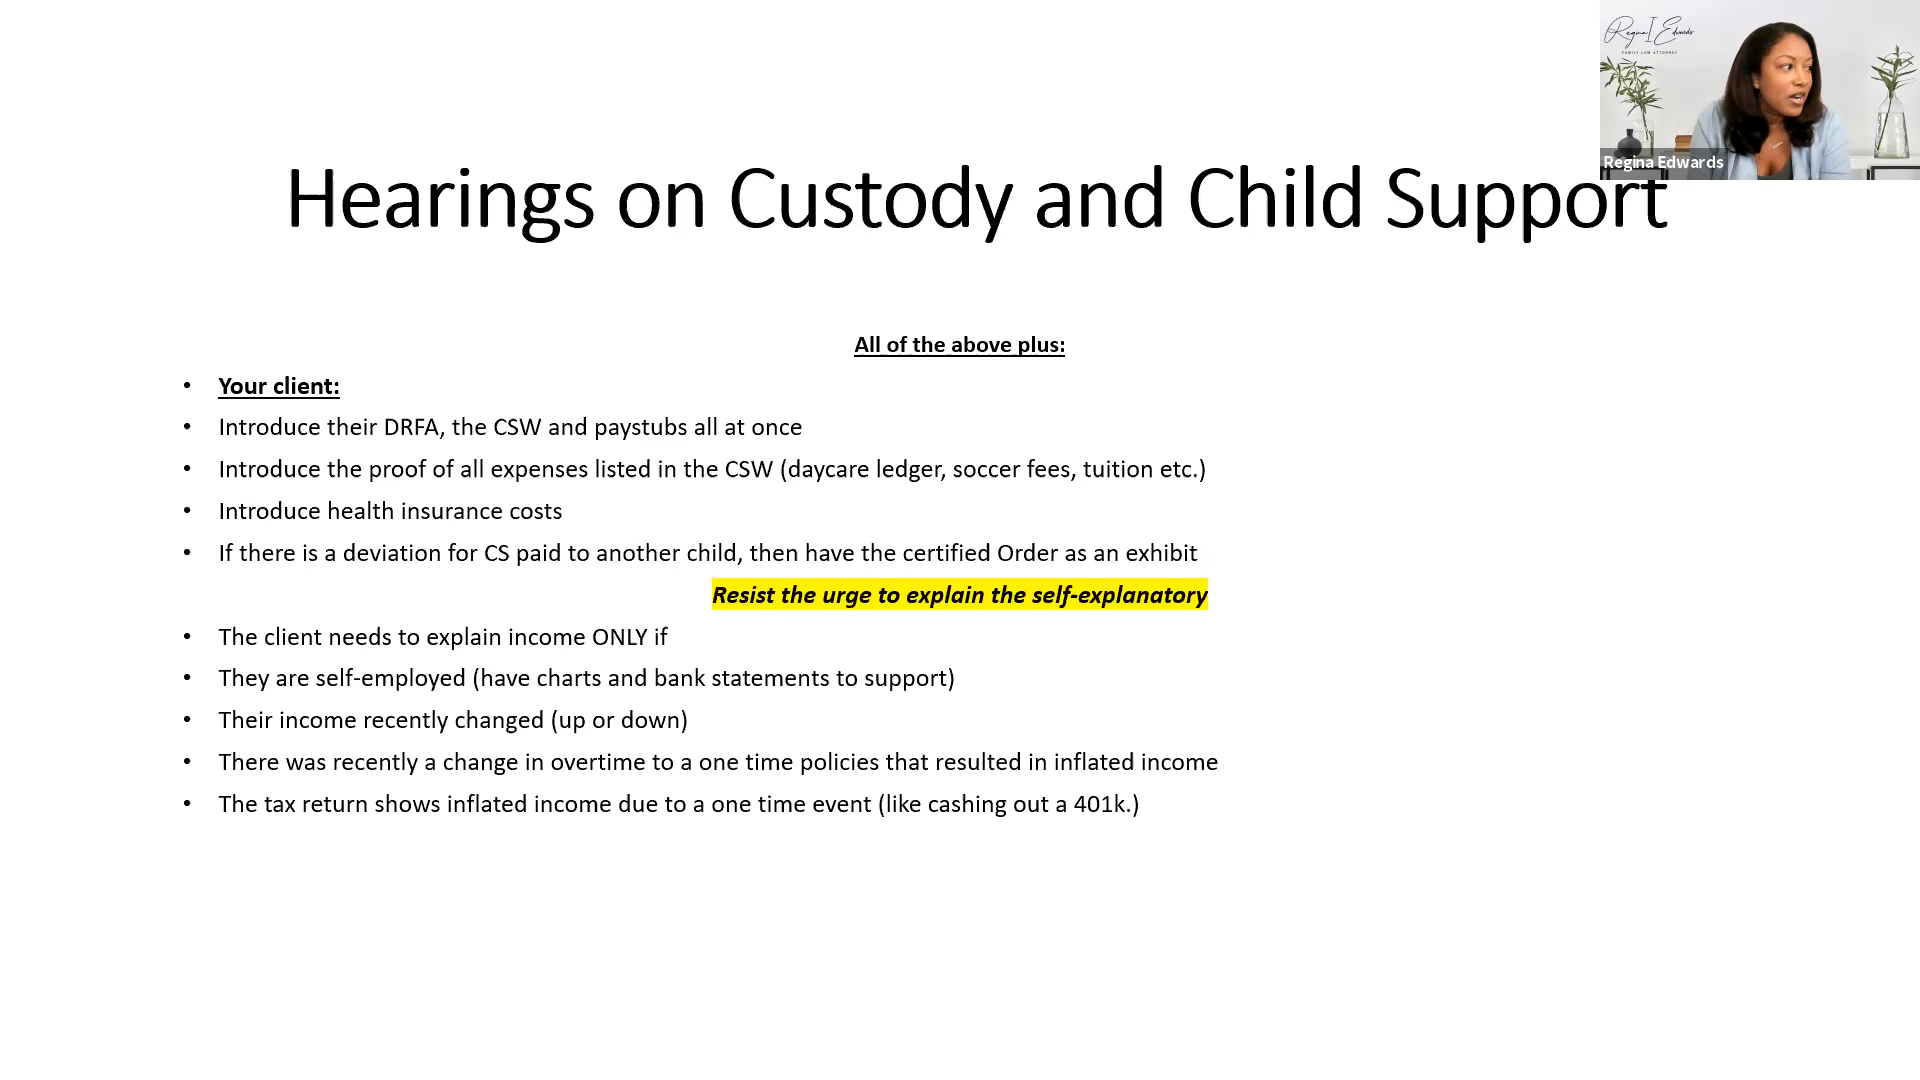 Regina I Edwards
FAMILY LAW ATTORNEY
Regina Edwards
Hearings on Custody and Child Support
All of the above plus:
• Your client:
• Introduce their DRFA, the CSW and paystubs all at once
• Introduce the proof of all expenses listed in the CSW (daycare ledger, soccer fees, tuition etc.)
• Introduce health insurance costs
• If there is a deviation for CS paid to another child, then have the certified Order as an exhibit
Resist the urge to explain the self-explanatory
• The client needs to explain income ONLY if
• They are self-employed (have charts and bank statements to support)
• Their income recently changed (up or down)
• There was recently a change in overtime to a one time policies that resulted in inflated income
• The tax return shows inflated income due to a one time event (like cashing out a 401k.)